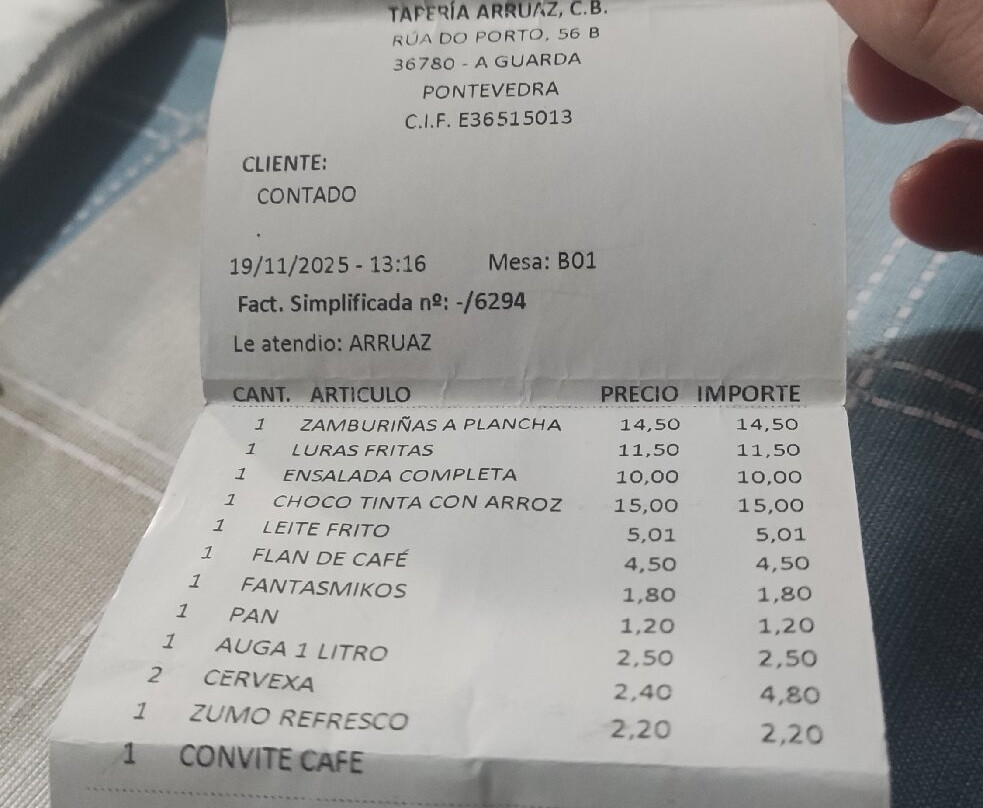 TAPERÍA ARRUAZ, C.B.
RÚA DO PORTO, 56 B
36780 - A GUARDA
PONTEVEDRA
C.I.F. E36515013
CLIENTE:
CONTADO
.
19/11/2025 - 13:16 Mesa: B01
Fact. Simplificada nº: -/6294
Le atendio: ARRUAZ
CANT. ARTICULO PRECIO IMPORTE
1 ZAMBURIÑAS A PLANCHA 14,50 14,50
1 LURAS FRITAS 11,50 11,50
1 ENSALADA COMPLETA 10,00 10,00
1 CHOCO TINTA CON ARROZ 15,00 15,00
1 LEITE FRITO 5,01 5,01
1 FLAN DE CAFÉ 4,50 4,50
1 FANTASMIKOS 1,80 1,80
1 PAN 1,20 1,20
1 AUGA 1 LITRO 2,50 2,50
2 CERVEXA 2,40 4,80
1 ZUMO REFRESCO 2,20 2,20
1 CONVITE CAFE